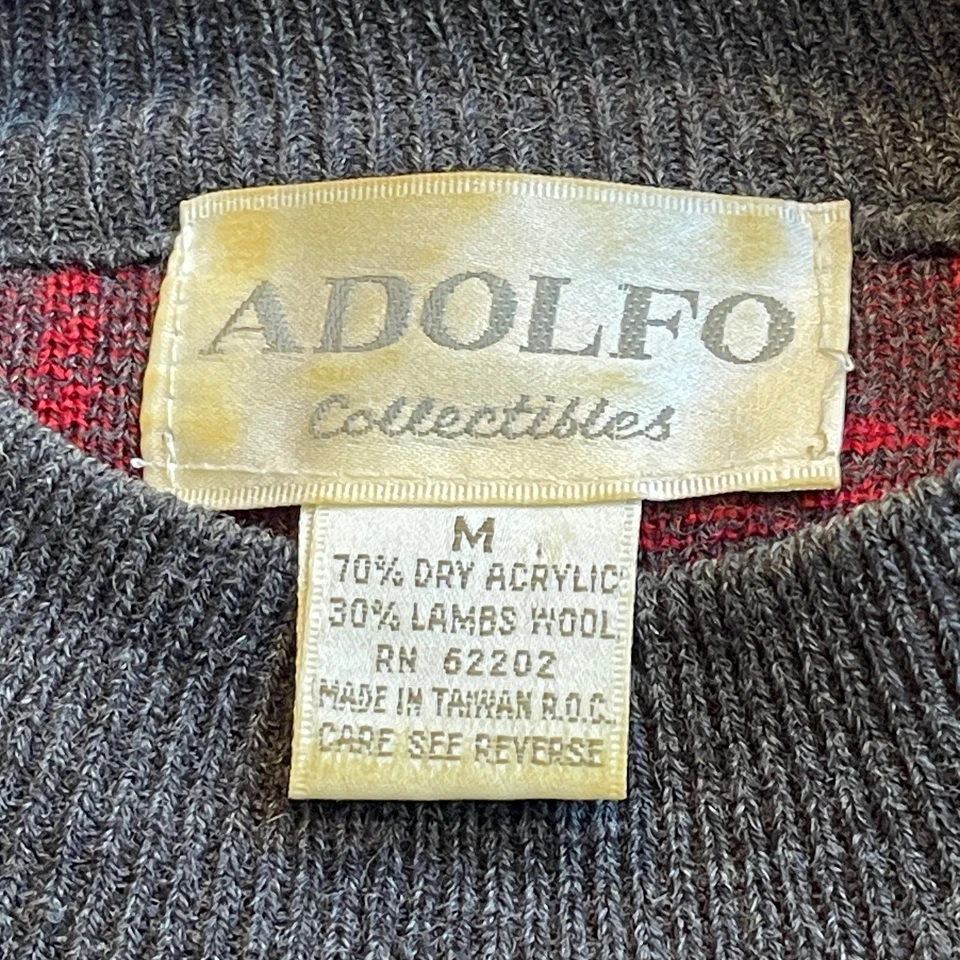 ADOLFO
Collectibles
M
70% DRY ACRYLIC
30% LAMBS WOOL
RN 62202
MADE IN TAIWAN R.O.C.
CARE SEE REVERSE